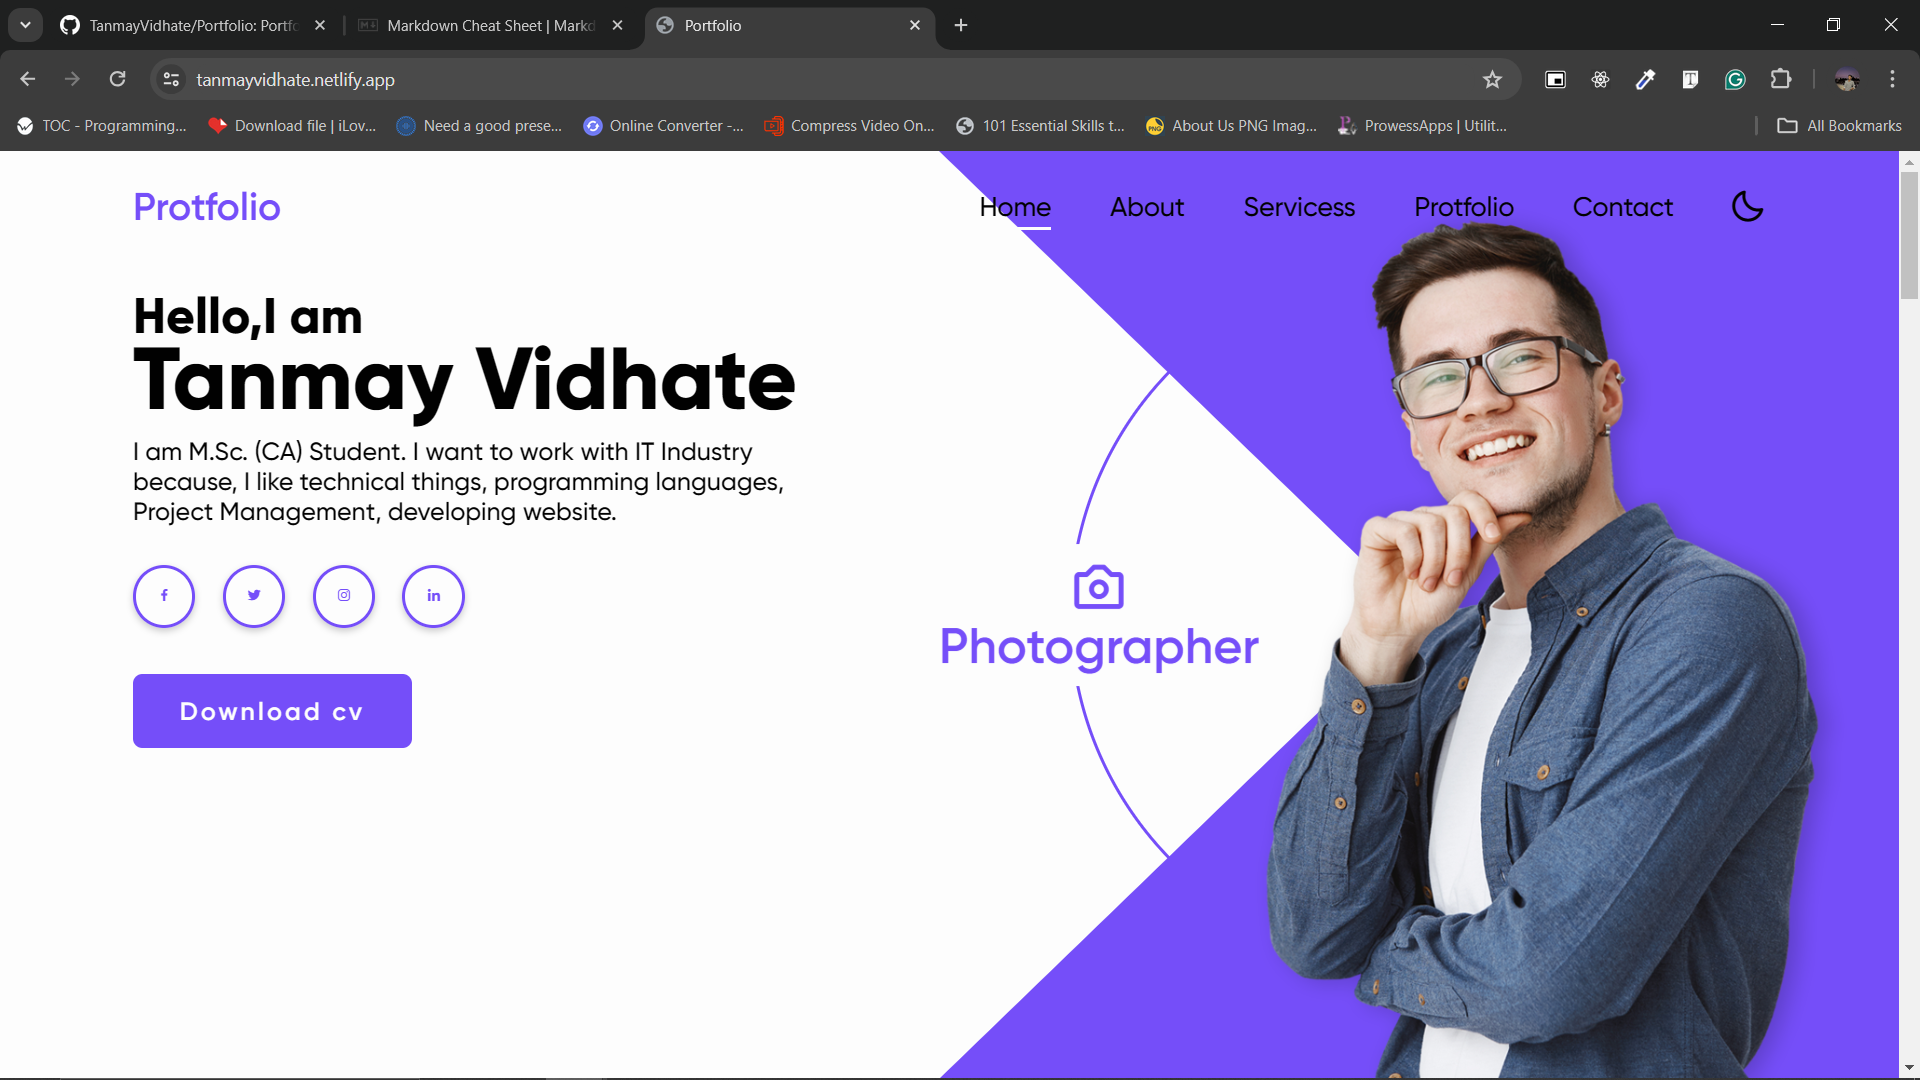 TanmayVidhate/Portfolio: Portfo
Markdown Cheat Sheet | Markd
Portfolio
tanmayvidhate.netlify.app
TOC - Programming...
Download file | iLov...
Need a good prese...
Online Converter -...
Compress Video On...
101 Essential Skills t...
About Us PNG Imag...
ProwessApps | Utilit...
All Bookmarks
Protfolio
Home
About
Servicess
Protfolio
Contact
Hello,I am
Tanmay Vidhate
I am M.Sc. (CA) Student. I want to work with IT Industry
because, I like technical things, programming languages,
Project Management, developing website.
Download cv
Photographer